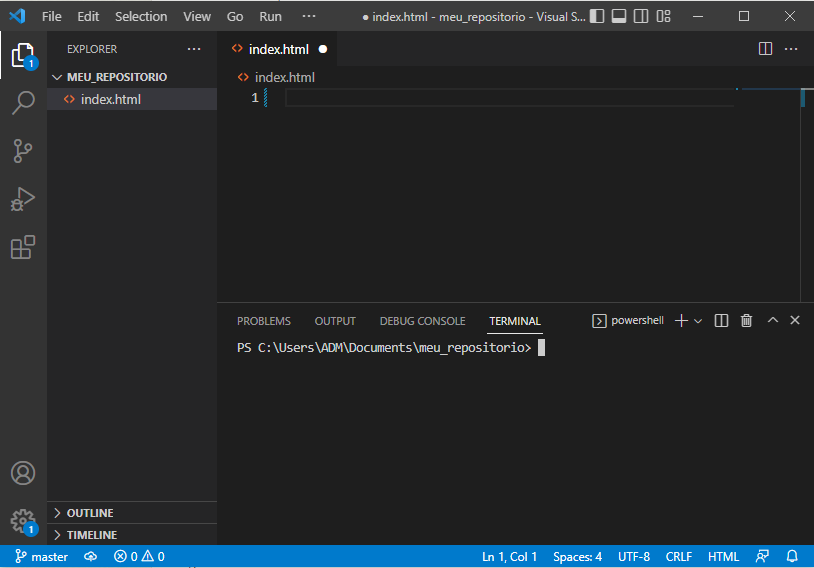 File Edit Selection View Go Run ··· ● index.html - meu_repositorio - Visual S...
EXPLORER ···
MEU_REPOSITORIO
<> index.html
1
<> index.html ●
<> index.html
1
PROBLEMS OUTPUT DEBUG CONSOLE TERMINAL powershell
PS C:\Users\ADM\Documents\meu_repositorio>
OUTLINE
TIMELINE
1
master 0 0 Ln 1, Col 1 Spaces: 4 UTF-8 CRLF HTML